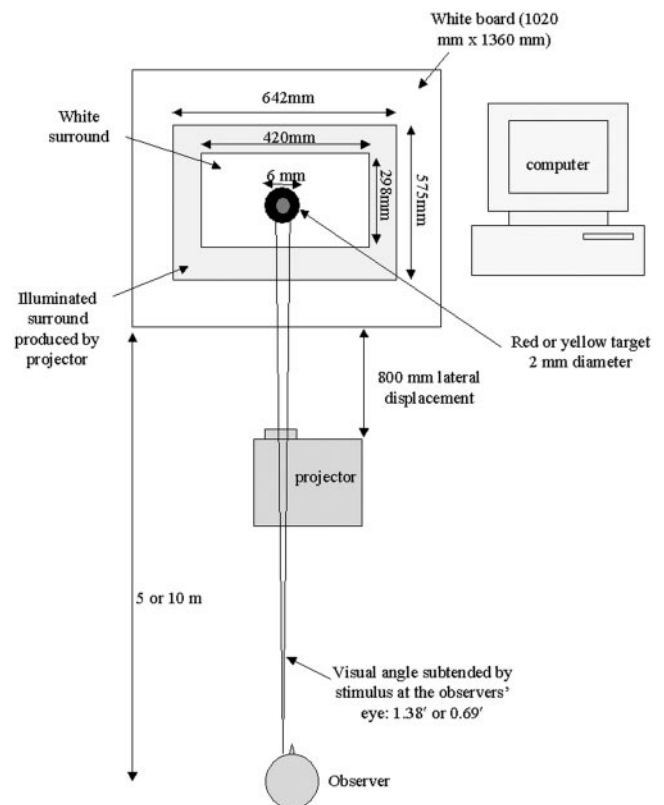 White board (1020
mm x 1360 mm)
642mm
White
surround
420mm
computer
6 mm
298mm
575mm
Illuminated
surround
produced by
projector
Red or yellow target
2 mm diameter
800 mm lateral
displacement
projector
5 or 10 m
Visual angle subtended by
stimulus at the observers’
eye: 1.38′ or 0.69′
Observer